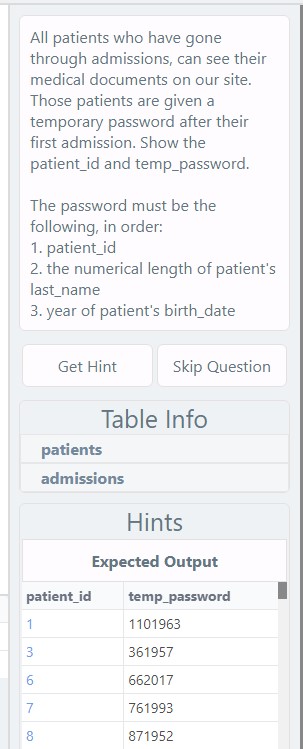 All patients who have gone
through admissions, can see their
medical documents on our site.
Those patients are given a
temporary password after their
first admission. Show the
patient_id and temp_password.
The password must be the
following, in order:
1. patient_id
2. the numerical length of patient's
last_name
3. year of patient's birth_date
Get Hint
Skip Question
Table Info
patients
admissions
Hints
Expected Output
patient_id temp_password
1 1101963
3 361957
6 662017
7 761993
8 871952